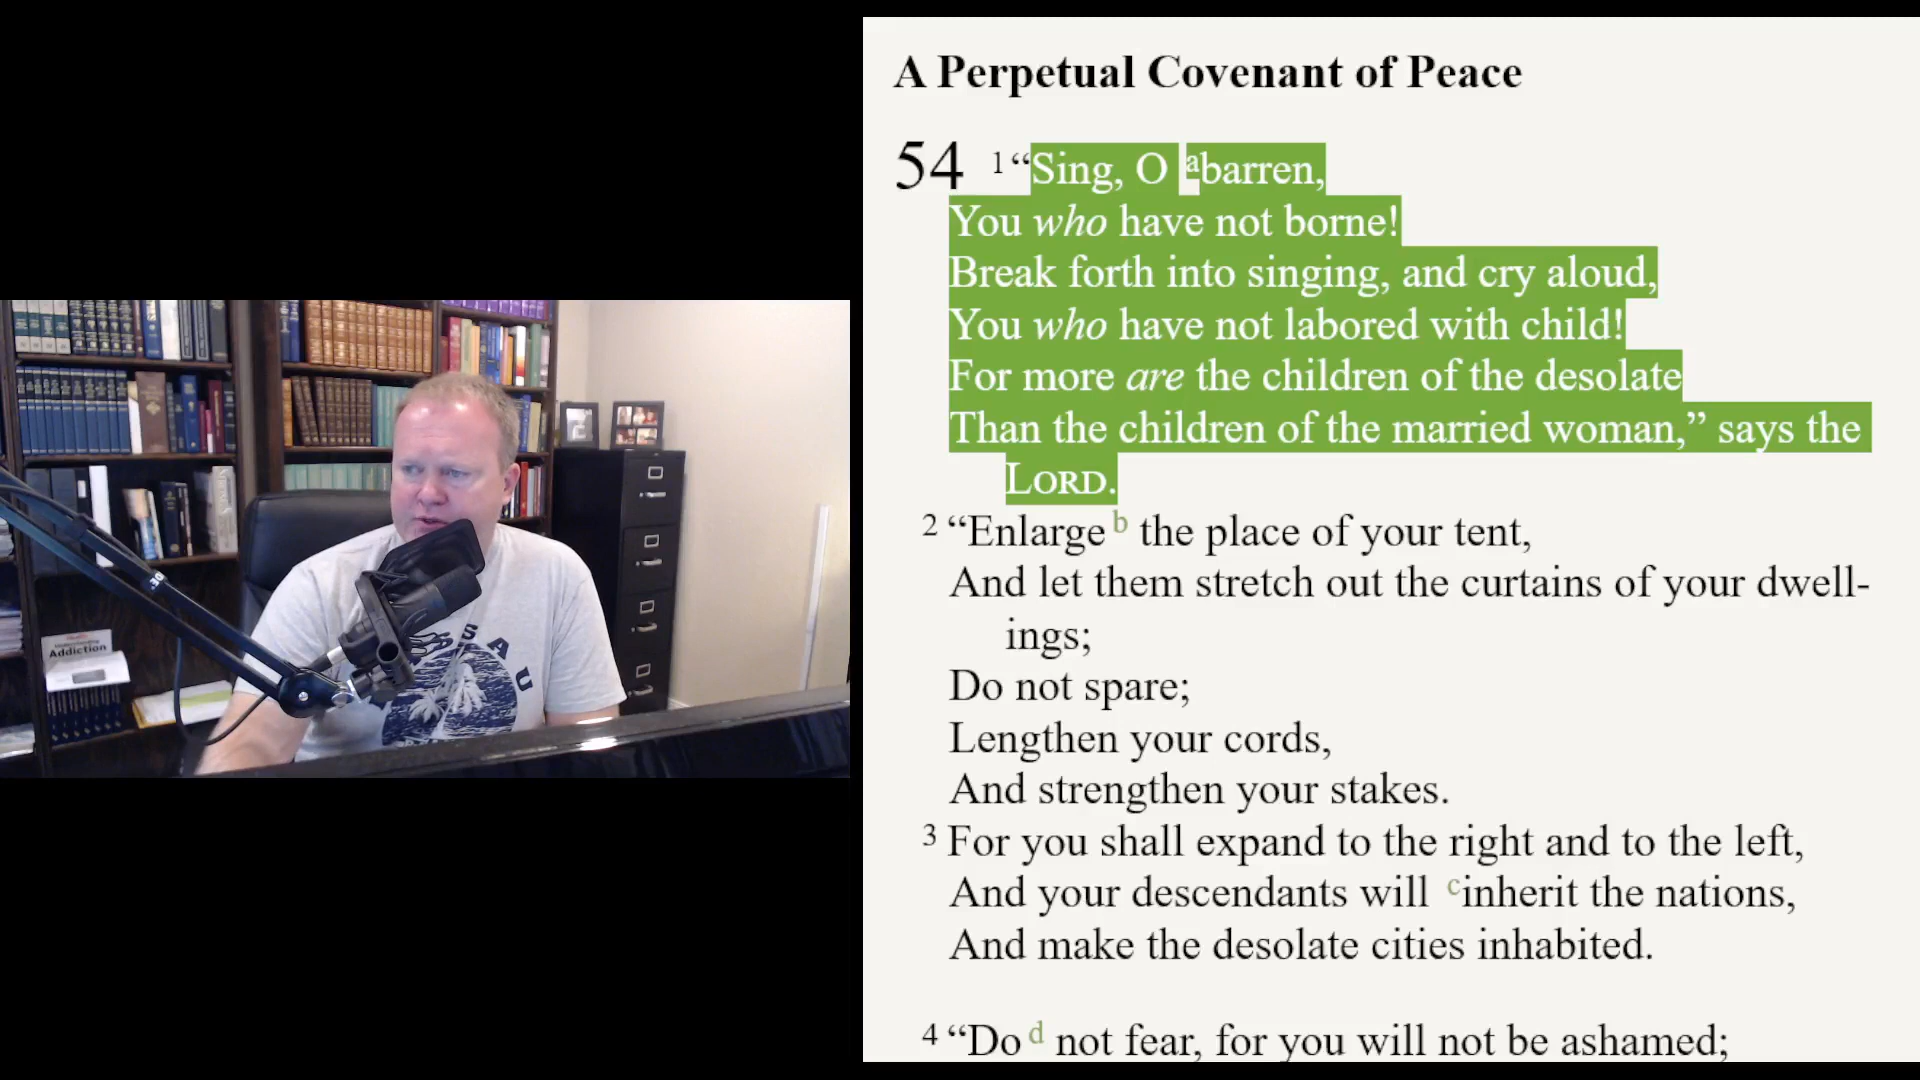 A Perpetual Covenant of Peace
54 1 “Sing, O a barren,
You who have not borne!
Break forth into singing, and cry aloud,
You who have not labored with child!
For more are the children of the desolate
Than the children of the married woman,” says the
LORD.
2 “Enlarge b the place of your tent,
And let them stretch out the curtains of your dwell-
ings;
Do not spare;
Lengthen your cords,
And strengthen your stakes.
3 For you shall expand to the right and to the left,
And your descendants will c inherit the nations,
And make the desolate cities inhabited.
4 “Do d not fear, for you will not be ashamed;
Addiction
SAU